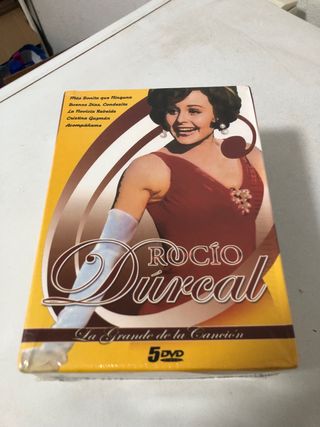 Más Bonita que Ninguna
Buenos Días, Condesita
La Novicia Rebelde
Cristina Guzmán
Acompáñame
ROCÍO
Dúrcal
La Grande de la Canción
5 DVD